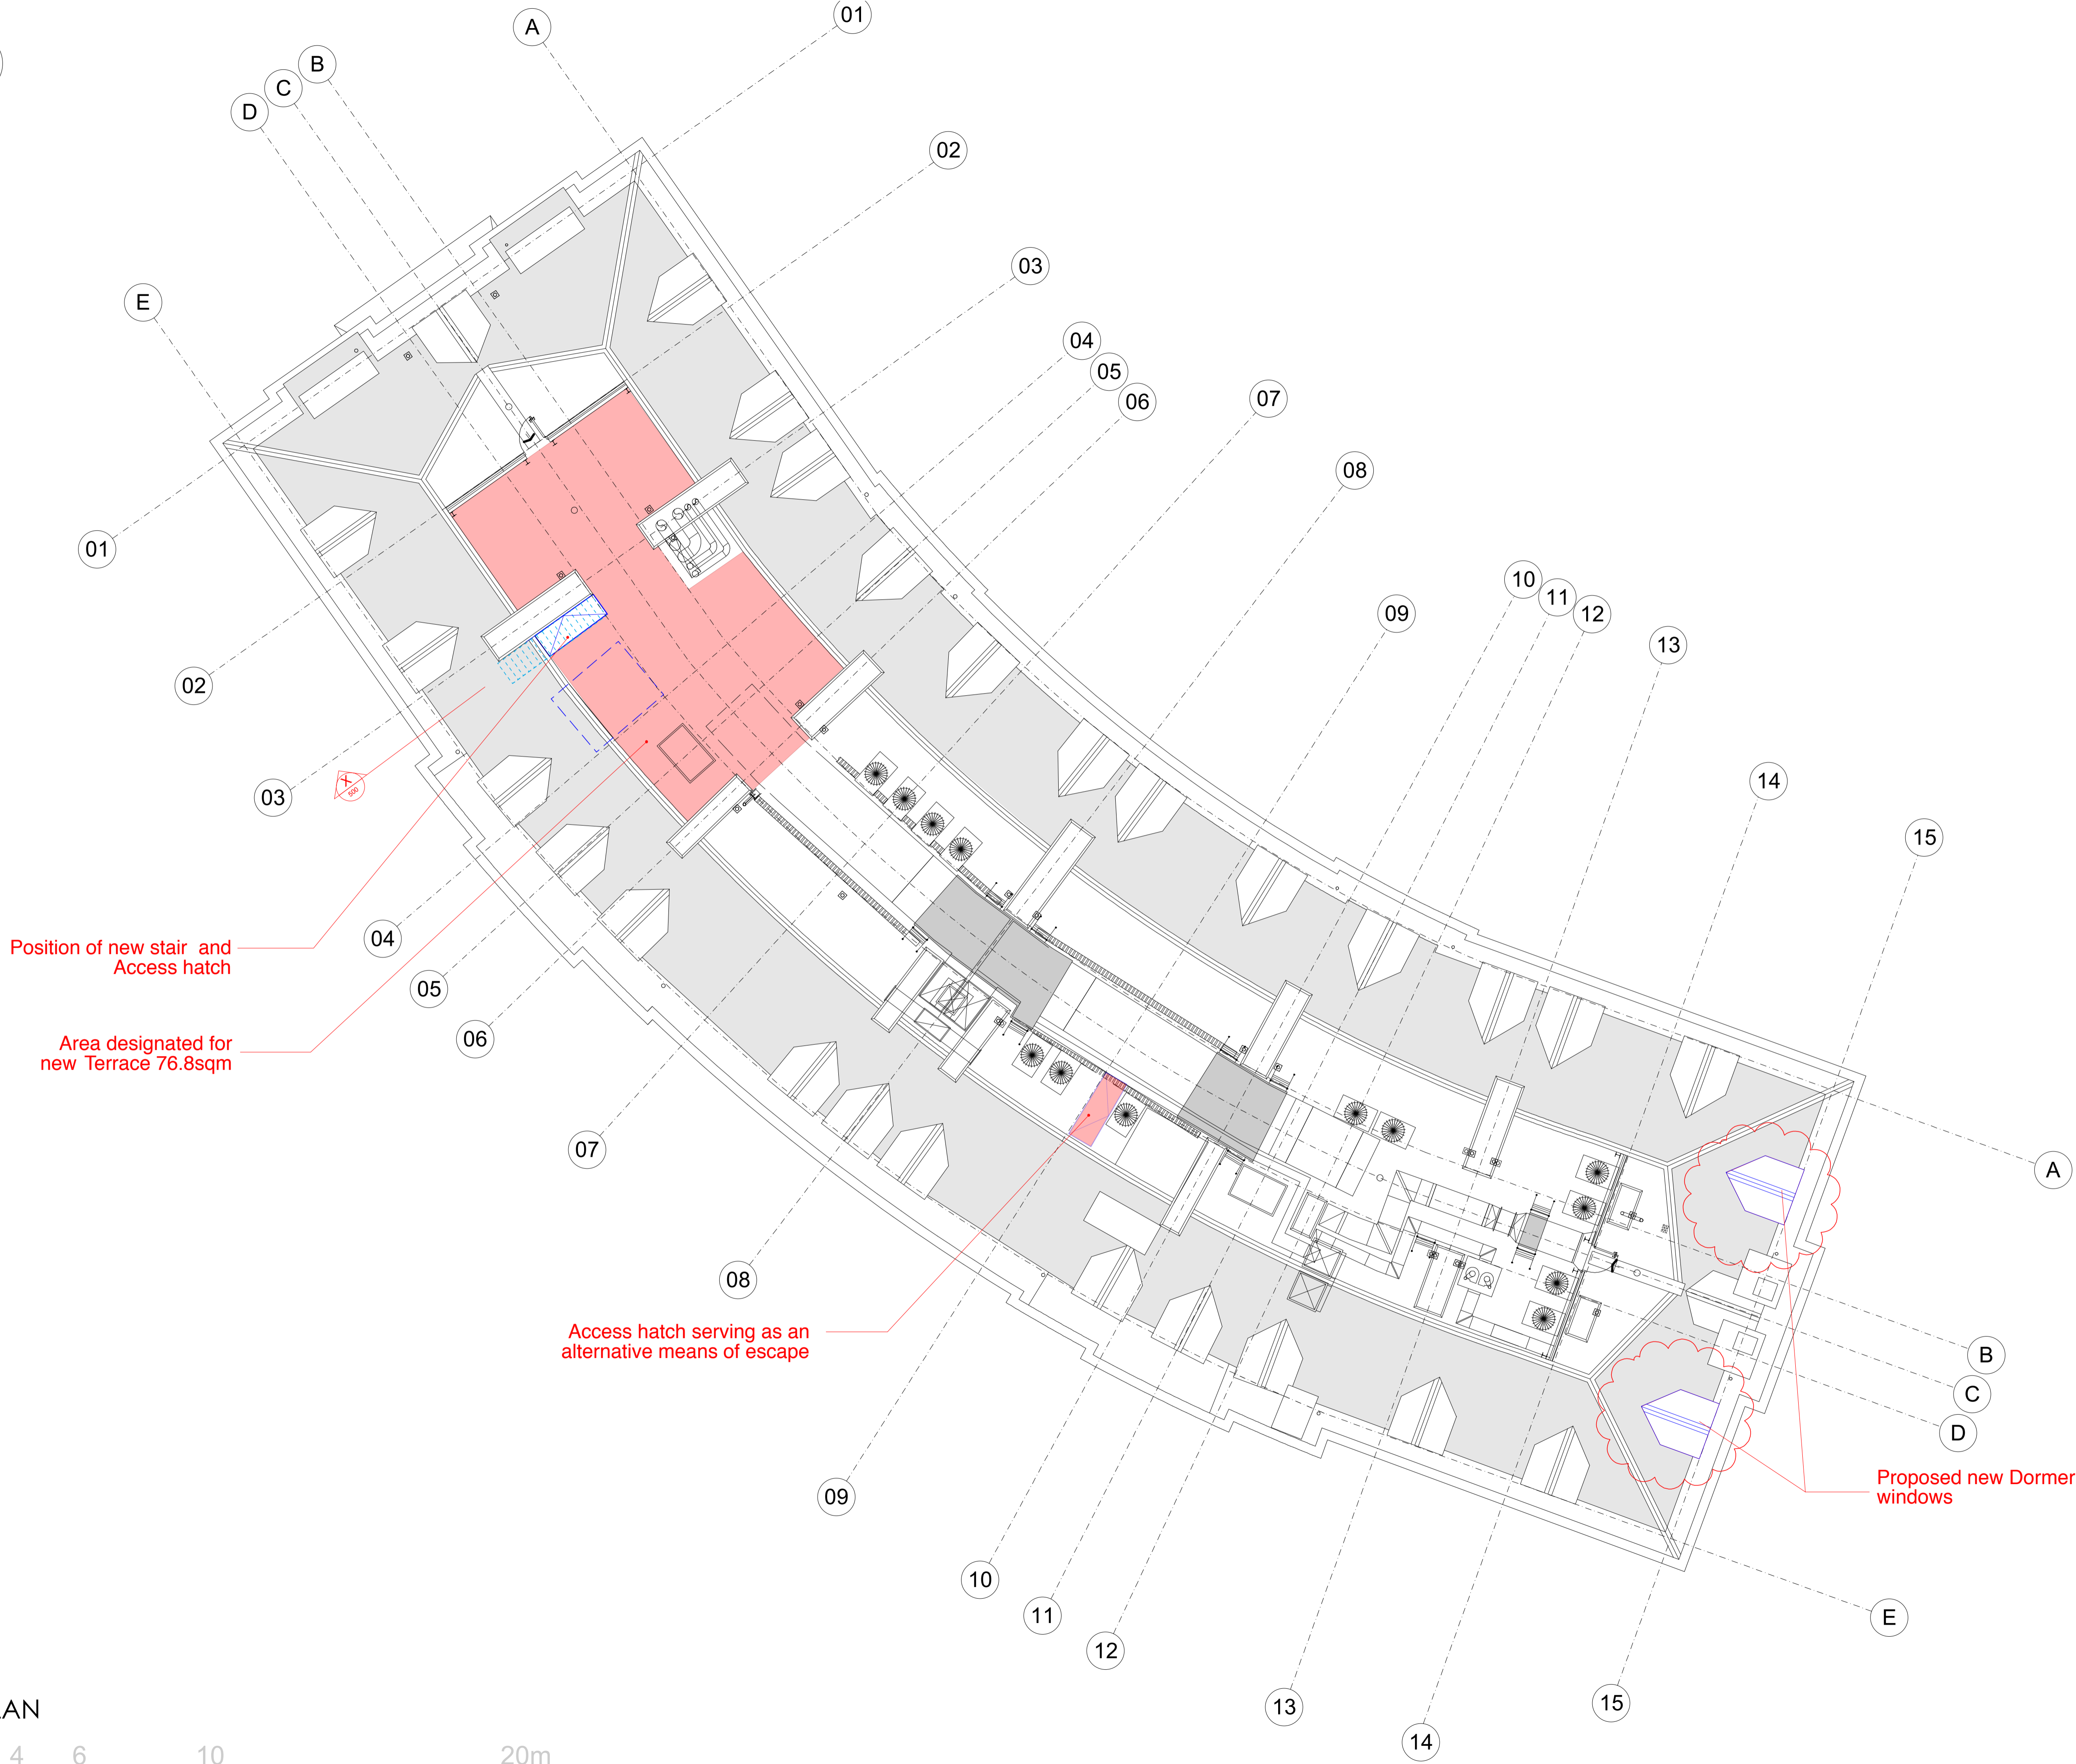 A
01
B
C
D
02
03
E
04
05
06
07
08
01
10
11
12
09
13
02
14
03
X
500
15
04
Position of new stair and
Access hatch
05
06
Area designated for
new Terrace 76.8sqm
07
A
08
Access hatch serving as an
alternative means of escape
B
C
D
09
Proposed new Dormer
windows
10
11
E
12
13
15
14
4 6 10 20m